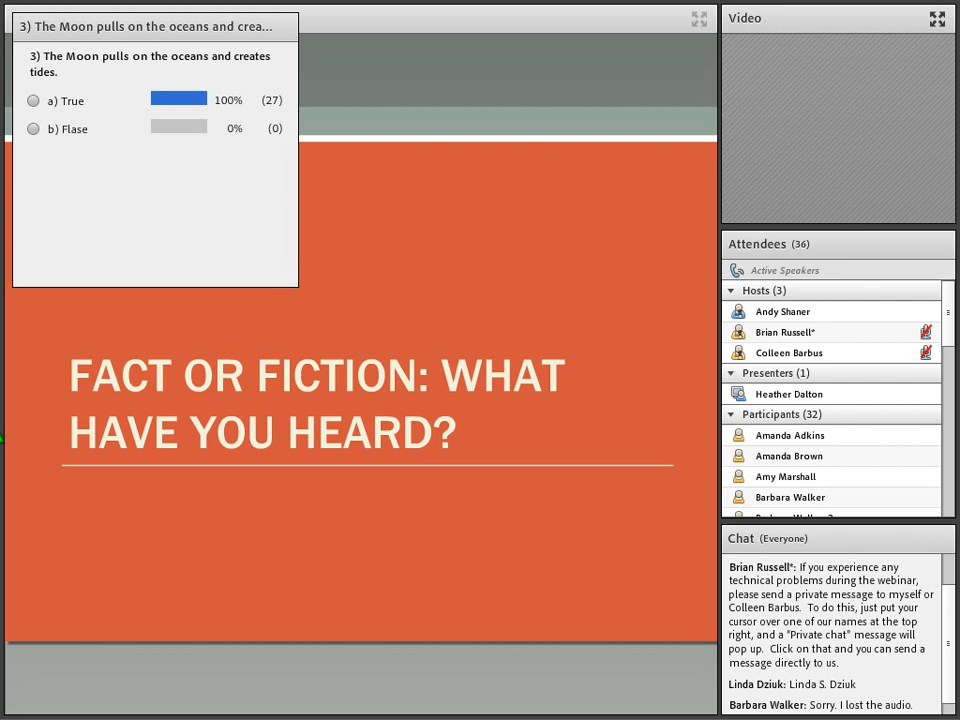 3) The Moon pulls on the oceans and crea...
3) The Moon pulls on the oceans and creates
tides.
a) True 100% (27)
b) Flase 0% (0)
FACT OR FICTION: WHAT
HAVE YOU HEARD?
Video
Attendees (36)
Active Speakers
Hosts (3)
Andy Shaner
Brian Russell*
Colleen Barbus
Presenters (1)
Heather Dalton
Participants (32)
Amanda Adkins
Amanda Brown
Amy Marshall
Barbara Walker
Chat (Everyone)
Brian Russell*: If you experience any
technical problems during the webinar,
please send a private message to myself or
Colleen Barbus. To do this, just put your
cursor over one of our names at the top
right, and a "Private chat" message will
pop up. Click on that and you can send a
message directly to us.
Linda Dziuk: Linda S. Dziuk
Barbara Walker: Sorry. I lost the audio.